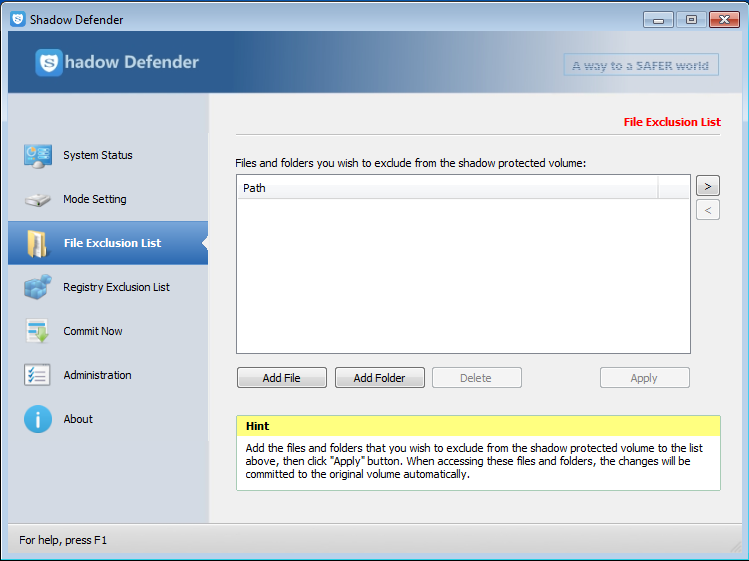 Shadow Defender
Shadow Defender
A way to a SAFER world
System Status
Mode Setting
File Exclusion List
Registry Exclusion List
Commit Now
Administration
About
File Exclusion List
Files and folders you wish to exclude from the shadow protected volume:
Path
>
<
Add File
Add Folder
Delete
Apply
Hint
Add the files and folders that you wish to exclude from the shadow protected volume to the list
above, then click "Apply" button. When accessing these files and folders, the changes will be
committed to the original volume automatically.
For help, press F1